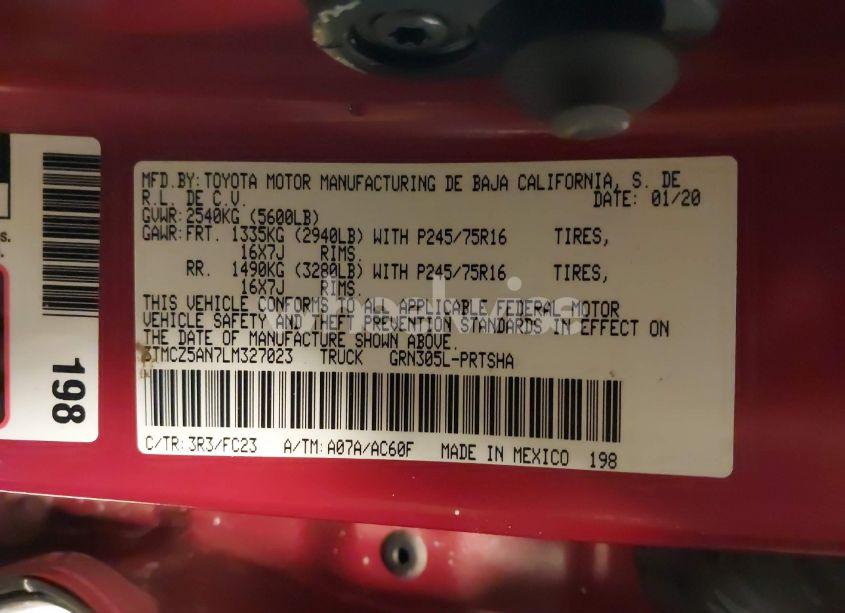 MFD.BY:TOYOTA MOTOR MANUFACTURING DE BAJA CALIFORNIA, S. DE
R.L. DE C.V. DATE: 01/20
GVWR:2540KG (5600LB)
GAWR:FRT. 1335KG (2940LB) WITH P245/75R16 TIRES,
16X7J RIMS.
RR. 1490KG (3280LB) WITH P245/75R16 TIRES,
16X7J RIMS.
THIS VEHICLE CONFORMS TO ALL APPLICABLE FEDERAL MOTOR
VEHICLE SAFETY AND THEFT PREVENTION STANDARDS IN EFFECT ON
THE DATE OF MANUFACTURE SHOWN ABOVE.
3TMCZ5AN7LM327023 TRUCK GRN305L-PRTSHA
C/TR:3R3/FC23 A/TM:A07A/AC60F MADE IN MEXICO 198
198